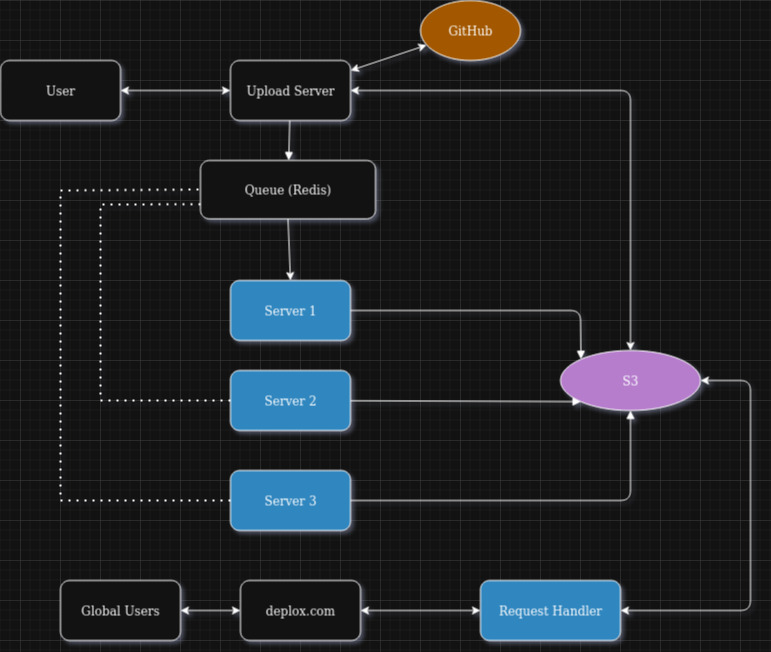 GitHub
User
Upload Server
Queue (Redis)
Server 1
S3
Server 2
Server 3
Global Users
deplox.com
Request Handler